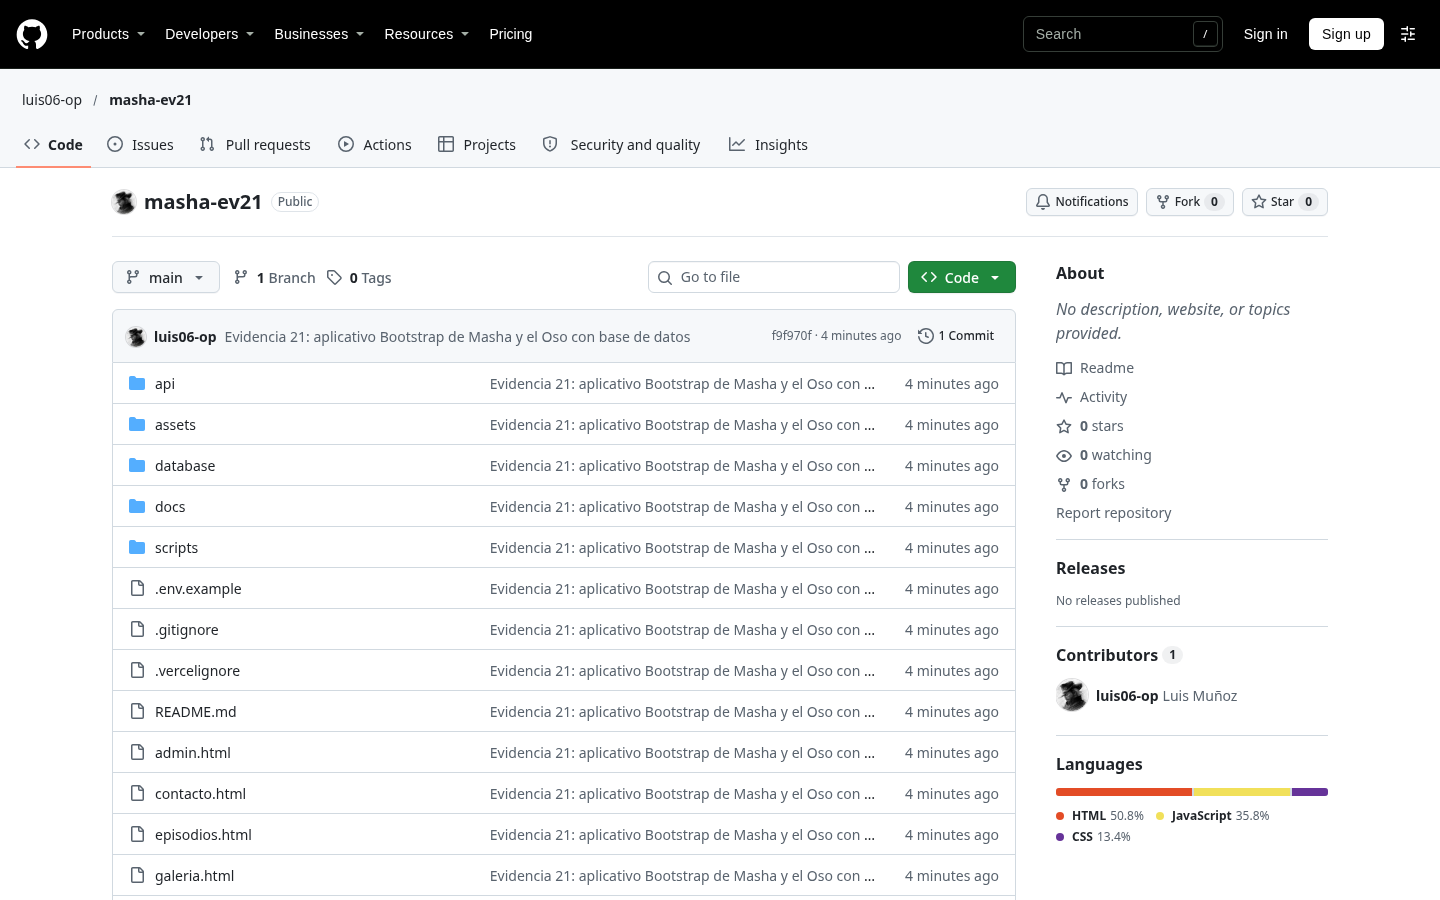 Products Developers Businesses Resources Pricing Search / Sign in Sign up
luis06-op / masha-ev21
Code Issues Pull requests Actions Projects Security and quality Insights
masha-ev21 Public Notifications Fork 0 Star 0
main 1 Branch 0 Tags Go to file Code
luis06-op Evidencia 21: aplicativo Bootstrap de Masha y el Oso con base de datos f9f970f · 4 minutes ago 1 Commit
api Evidencia 21: aplicativo Bootstrap de Masha y el Oso con ... 4 minutes ago
assets Evidencia 21: aplicativo Bootstrap de Masha y el Oso con ... 4 minutes ago
database Evidencia 21: aplicativo Bootstrap de Masha y el Oso con ... 4 minutes ago
docs Evidencia 21: aplicativo Bootstrap de Masha y el Oso con ... 4 minutes ago
scripts Evidencia 21: aplicativo Bootstrap de Masha y el Oso con ... 4 minutes ago
.env.example Evidencia 21: aplicativo Bootstrap de Masha y el Oso con ... 4 minutes ago
.gitignore Evidencia 21: aplicativo Bootstrap de Masha y el Oso con ... 4 minutes ago
.vercelignore Evidencia 21: aplicativo Bootstrap de Masha y el Oso con ... 4 minutes ago
README.md Evidencia 21: aplicativo Bootstrap de Masha y el Oso con ... 4 minutes ago
admin.html Evidencia 21: aplicativo Bootstrap de Masha y el Oso con ... 4 minutes ago
contacto.html Evidencia 21: aplicativo Bootstrap de Masha y el Oso con ... 4 minutes ago
episodios.html Evidencia 21: aplicativo Bootstrap de Masha y el Oso con ... 4 minutes ago
galeria.html Evidencia 21: aplicativo Bootstrap de Masha y el Oso con ... 4 minutes ago
About
No description, website, or topics
provided.
Readme
Activity
0 stars
0 watching
0 forks
Report repository
Releases
No releases published
Contributors 1
luis06-op Luis Muñoz
Languages
HTML 50.8% JavaScript 35.8%
CSS 13.4%